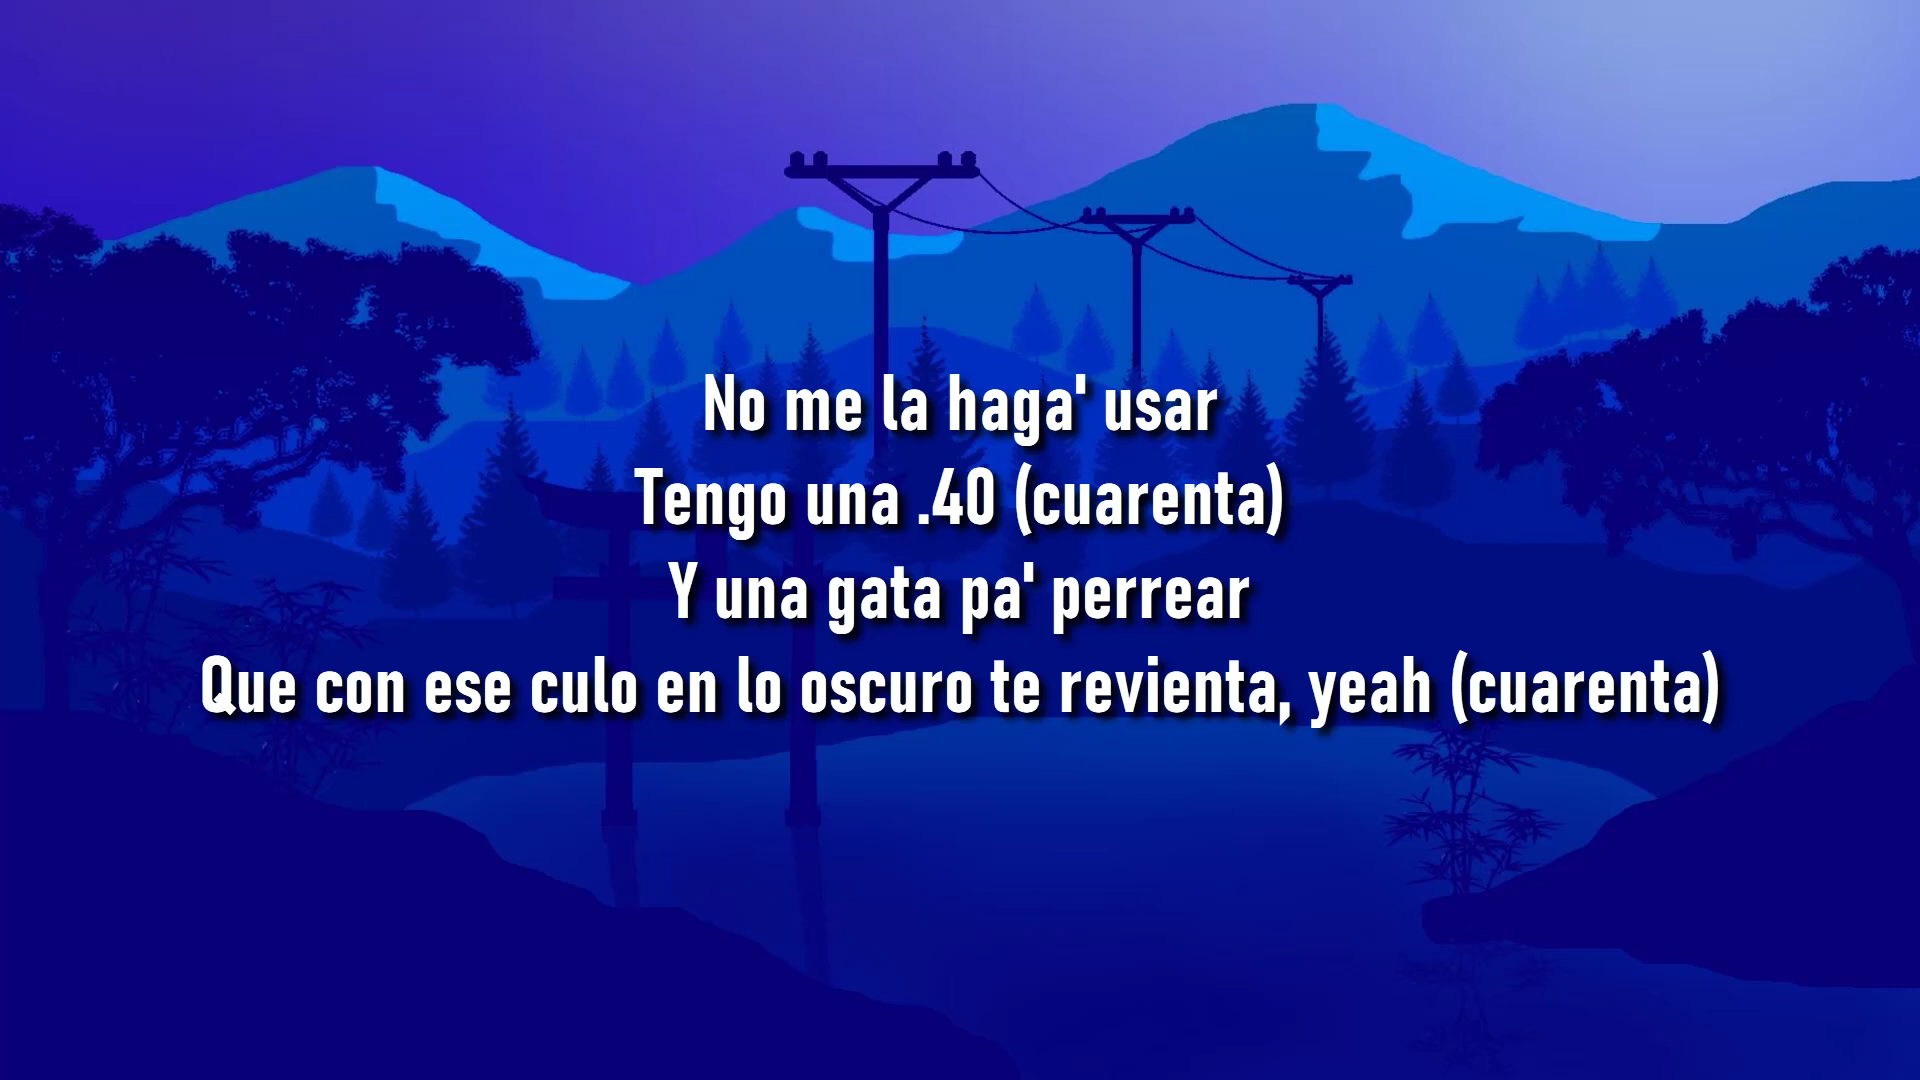 No me la haga' usar
Tengo una .40 (cuarenta)
Y una gata pa' perrear
Que con ese culo en lo oscuro te revienta, yeah (cuarenta)